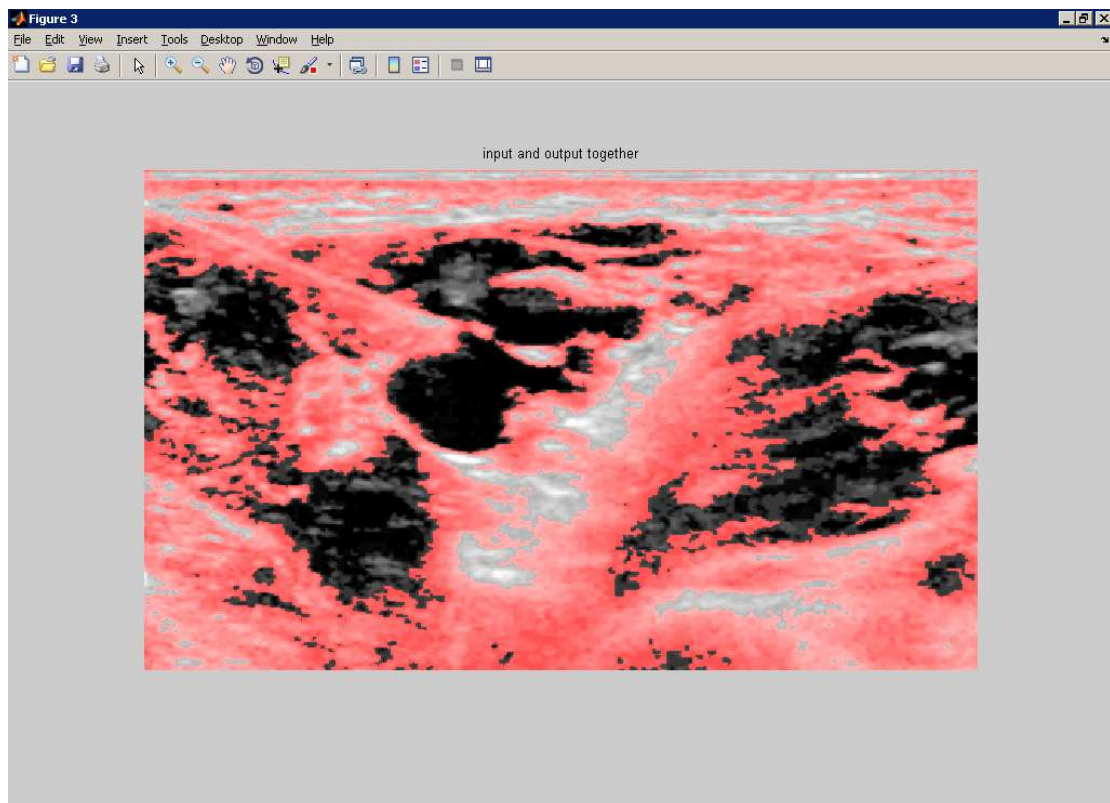 Figure 3
File Edit View Insert Tools Desktop Window Help
input and output together